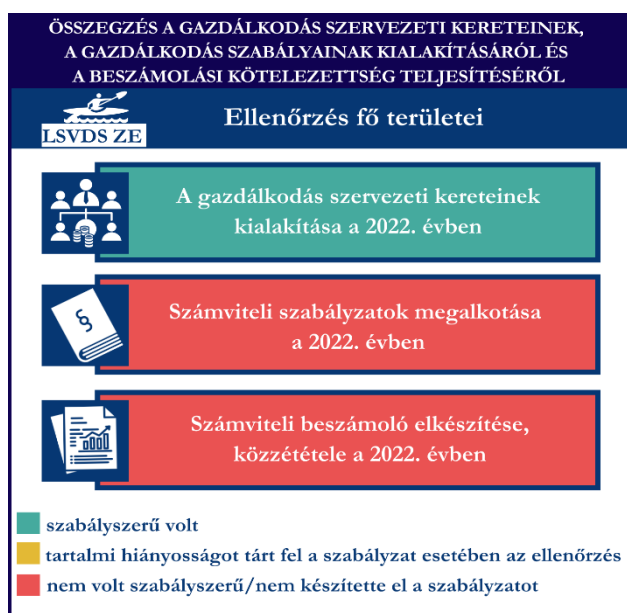 ÖSSZEGZÉS A GAZDÁLKODÁS SZERVEZETI KERETEINEK,
A GAZDÁLKODÁS SZABÁLYAINAK KIALAKÍTÁSÁRÓL ÉS
A BESZÁMOLÁSI KÖTELEZETTSÉG TELJESÍTÉSÉRŐL
LSVDS ZE
Ellenőrzés fő területei
A gazdálkodás szervezeti kereteinek
kialakítása a 2022. évben
§
Számviteli szabályzatok megalkotása
a 2022. évben
Számviteli beszámoló elkészítése,
közzététele a 2022. évben
szabályszerű volt
tartalmi hiányosságot tárt fel a szabályzat esetében az ellenőrzés
nem volt szabályszerű/nem készítette el a szabályzatot